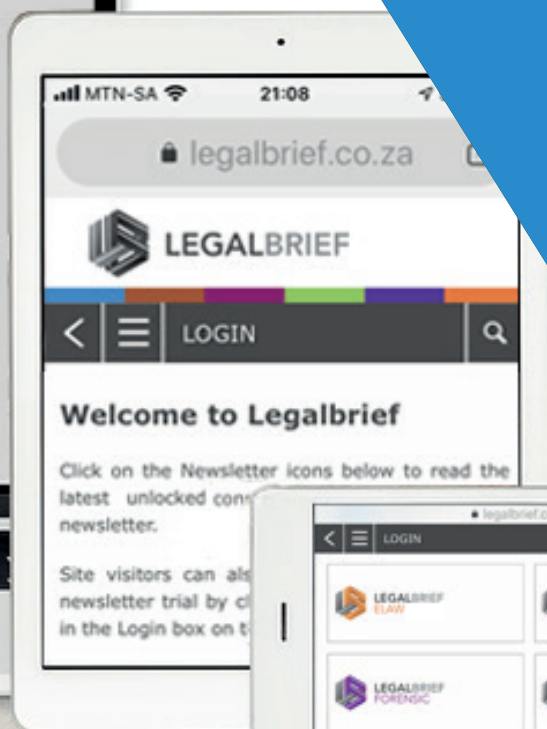 MTN-SA 21:08
legalbrief.co.za
LEGALBRIEF
LOGIN
Welcome to Legalbrief
Click on the Newsletter icons below to read the
latest unlocked
newsletter.
Site visitors can
newsletter trial by
in the Login box on
legalbrief.c
LOGIN
LEGALBRIEF
ELAW
LEGALBRIEF
FORENSIC